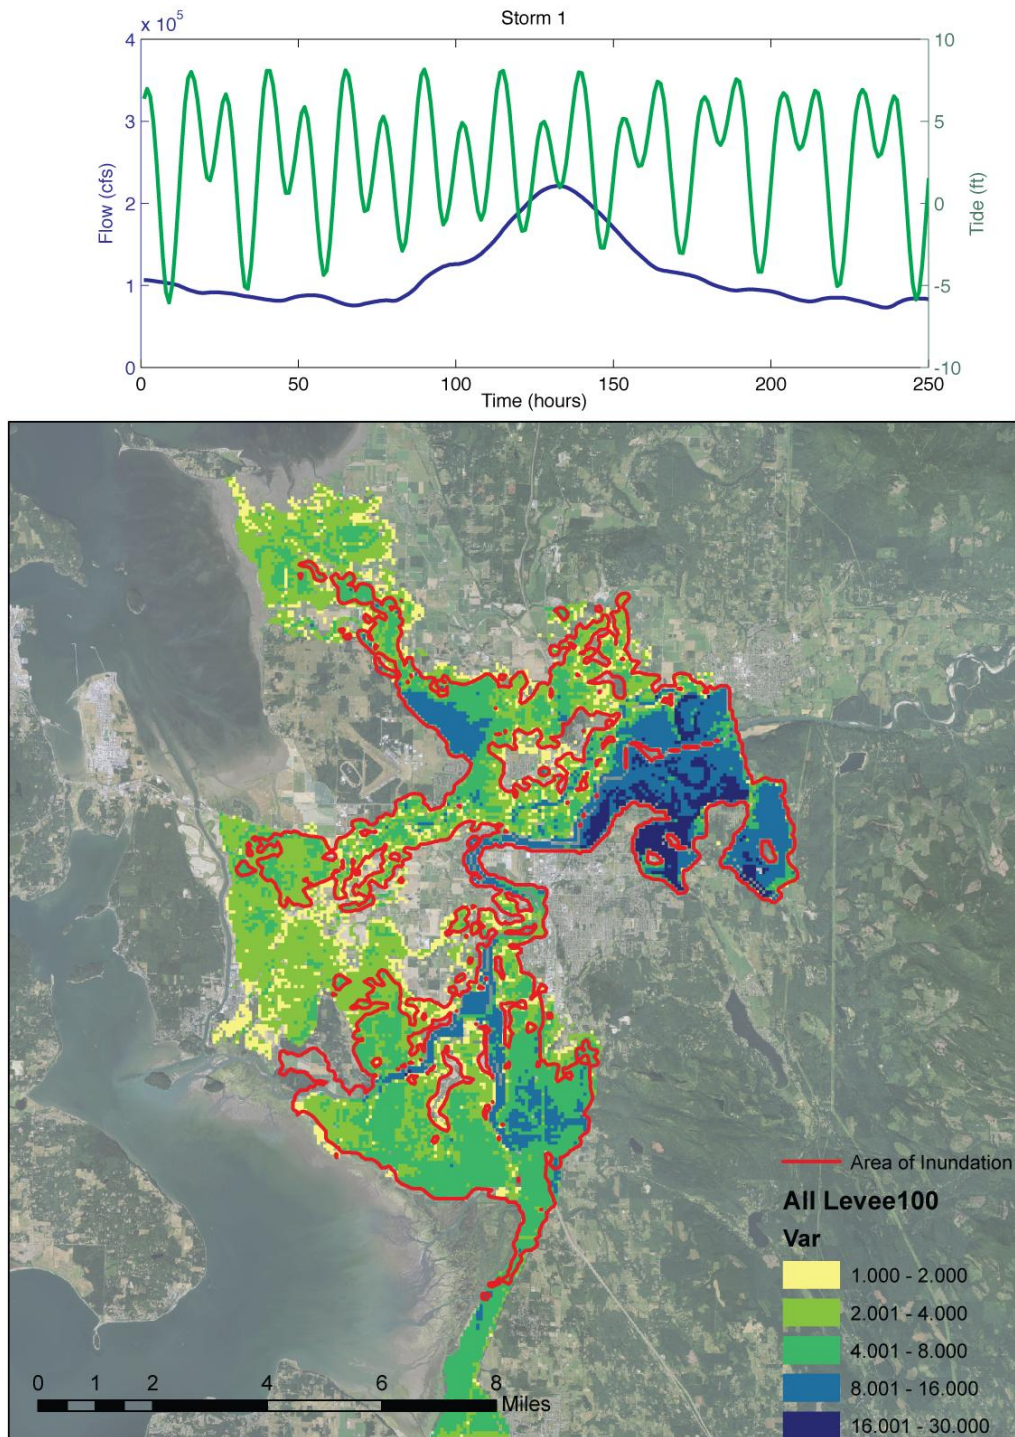 Storm 1
x 10⁵
4
3
2
1
0
Flow (cfs)
10
5
0
-5
-10
Tide (ft)
0 50 100 150 200 250
Time (hours)
Area of Inundation
All Levee100
Var
1.000 - 2.000
2.001 - 4.000
4.001 - 8.000
8.001 - 16.000
16.001 - 30.000
0 1 2 4 6 8
Miles